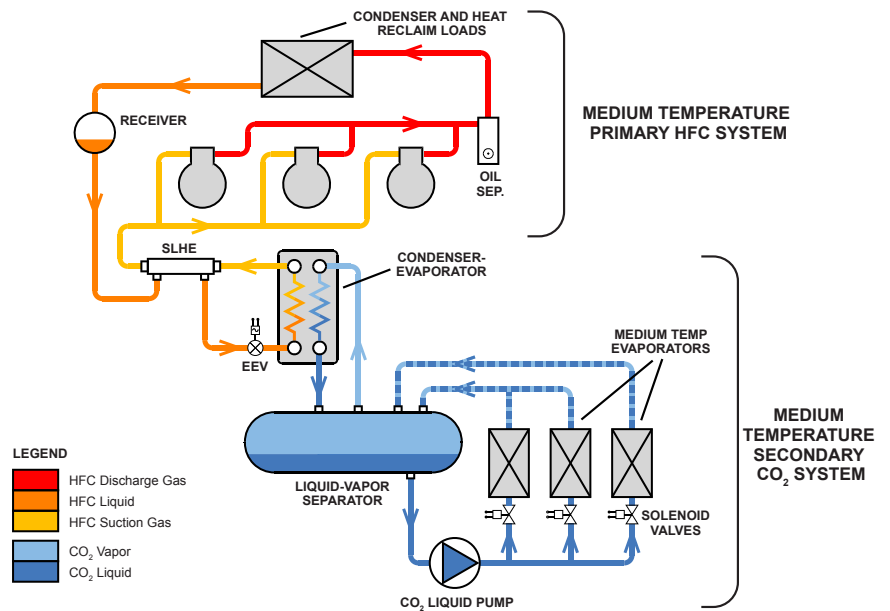 CONDENSER AND HEAT
RECLAIM LOADS
RECEIVER
MEDIUM TEMPERATURE
PRIMARY HFC SYSTEM
OIL
SEP.
SLHE
CONDENSER-
EVAPORATOR
EEV
MEDIUM TEMP
EVAPORATORS
MEDIUM
TEMPERATURE
SECONDARY
CO₂ SYSTEM
LIQUID-VAPOR
SEPARATOR
SOLENOID
VALVES
CO₂ LIQUID PUMP
LEGEND
HFC Discharge Gas
HFC Liquid
HFC Suction Gas
CO₂ Vapor
CO₂ Liquid